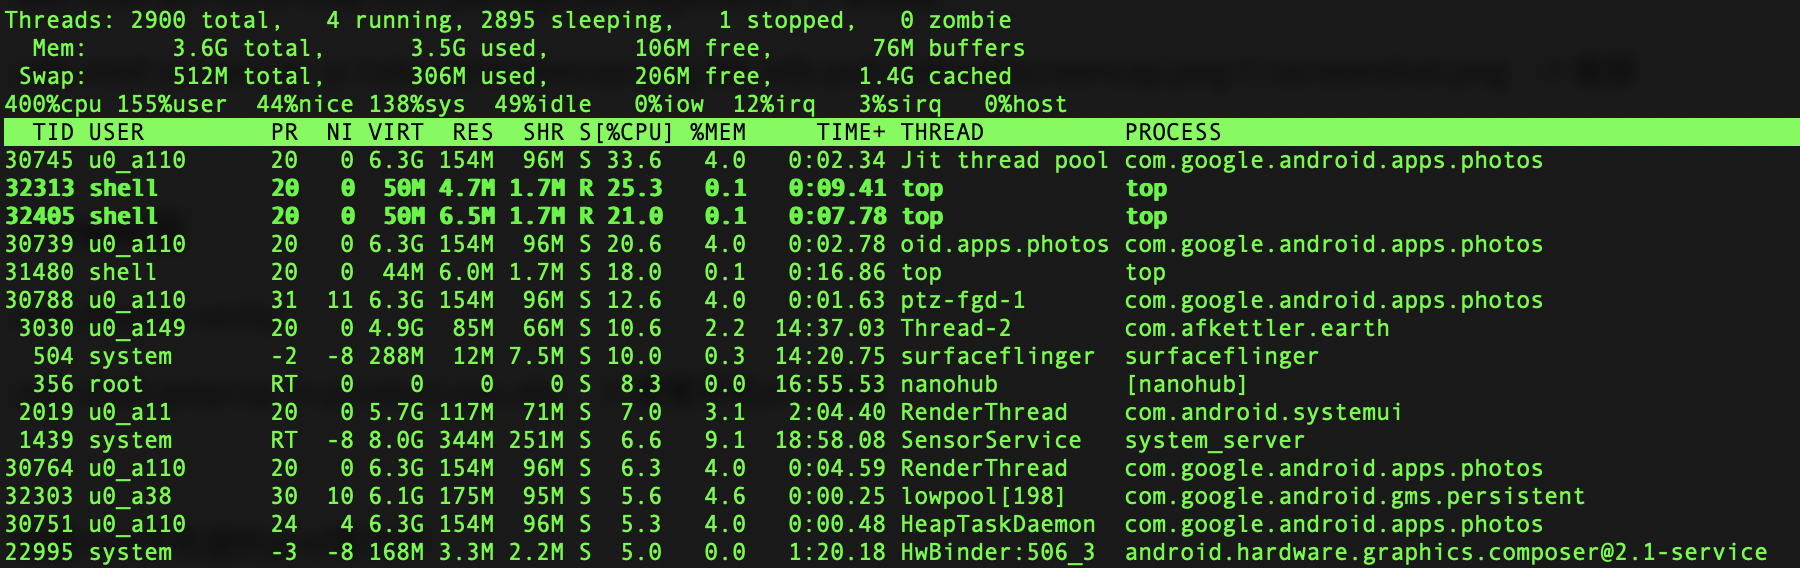 Threads: 2900 total,   4 running, 2895 sleeping,   1 stopped,   0 zombie
  Mem:      3.6G total,      3.5G used,      106M free,       76M buffers
 Swap:      512M total,      306M used,      206M free,      1.4G cached
400%cpu 155%user  44%nice 138%sys  49%idle   0%iow  12%irq   3%sirq   0%host
  TID USER         PR  NI VIRT  RES  SHR S[%CPU] %MEM     TIME+ THREAD          PROCESS
30745 u0_a110      20   0 6.3G 154M  96M S 33.6   4.0   0:02.34 Jit thread pool com.google.android.apps.photos
32313 shell        20   0  50M 4.7M 1.7M R 25.3   0.1   0:09.41 top             top
32405 shell        20   0  50M 6.5M 1.7M R 21.0   0.1   0:07.78 top             top
30739 u0_a110      20   0 6.3G 154M  96M S 20.6   4.0   0:02.78 oid.apps.photos com.google.android.apps.photos
31480 shell        20   0  44M 6.0M 1.7M S 18.0   0.1   0:16.86 top             top
30788 u0_a110      31  11 6.3G 154M  96M S 12.6   4.0   0:01.63 ptz-fgd-1       com.google.android.apps.photos
 3030 u0_a149      20   0 4.9G  85M  66M S 10.6   2.2  14:37.03 Thread-2        com.afkettler.earth
  504 system       -2  -8 288M  12M 7.5M S 10.0   0.3  14:20.75 surfaceflinger  surfaceflinger
  356 root         RT   0    0    0    0 S  8.3   0.0  16:55.53 nanohub         [nanohub]
 2019 u0_a11       20   0 5.7G 117M  71M S  7.0   3.1   2:04.40 RenderThread    com.android.systemui
 1439 system       RT  -8 8.0G 344M 251M S  6.6   9.1  18:58.08 SensorService   system_server
30764 u0_a110      20   0 6.3G 154M  96M S  6.3   4.0   0:04.59 RenderThread    com.google.android.apps.photos
32303 u0_a38       30  10 6.1G 175M  95M S  5.6   4.6   0:00.25 lowpool[198]    com.google.android.gms.persistent
30751 u0_a110      24   4 6.3G 154M  96M S  5.3   4.0   0:00.48 HeapTaskDaemon  com.google.android.apps.photos
22995 system       -3  -8 168M 3.3M 2.2M S  5.0   0.0   1:20.18 HwBinder:506_3  android.hardware.graphics.composer@2.1-service